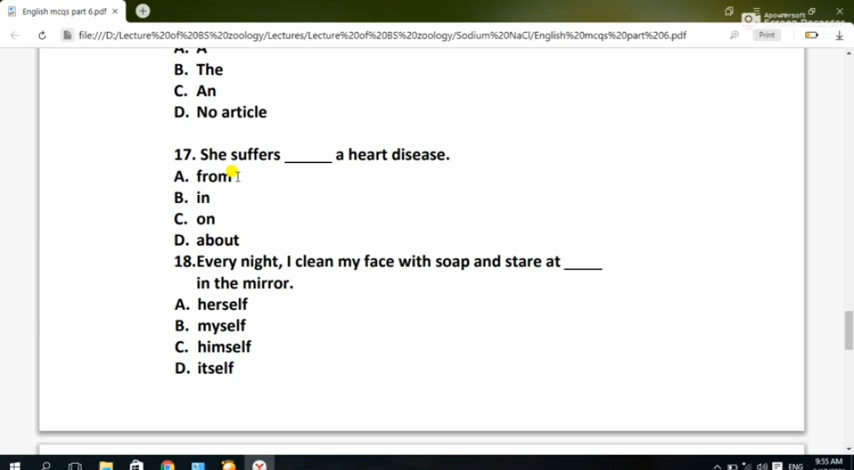 English mcqs part 6.pdf
Apowersoft
file:///D:/Lecture%20of%20BS%20zoology/Lectures/Lecture%20of%20BS%20zoology/Sodium%20NaCl/English%20mcqs%20part%206.pdf
Print
A. A
B. The
C. An
D. No article
17. She suffers ______ a heart disease.
A. from
B. in
C. on
D. about
18.Every night, I clean my face with soap and stare at _____
in the mirror.
A. herself
B. myself
C. himself
D. itself
ENG
9:55 AM